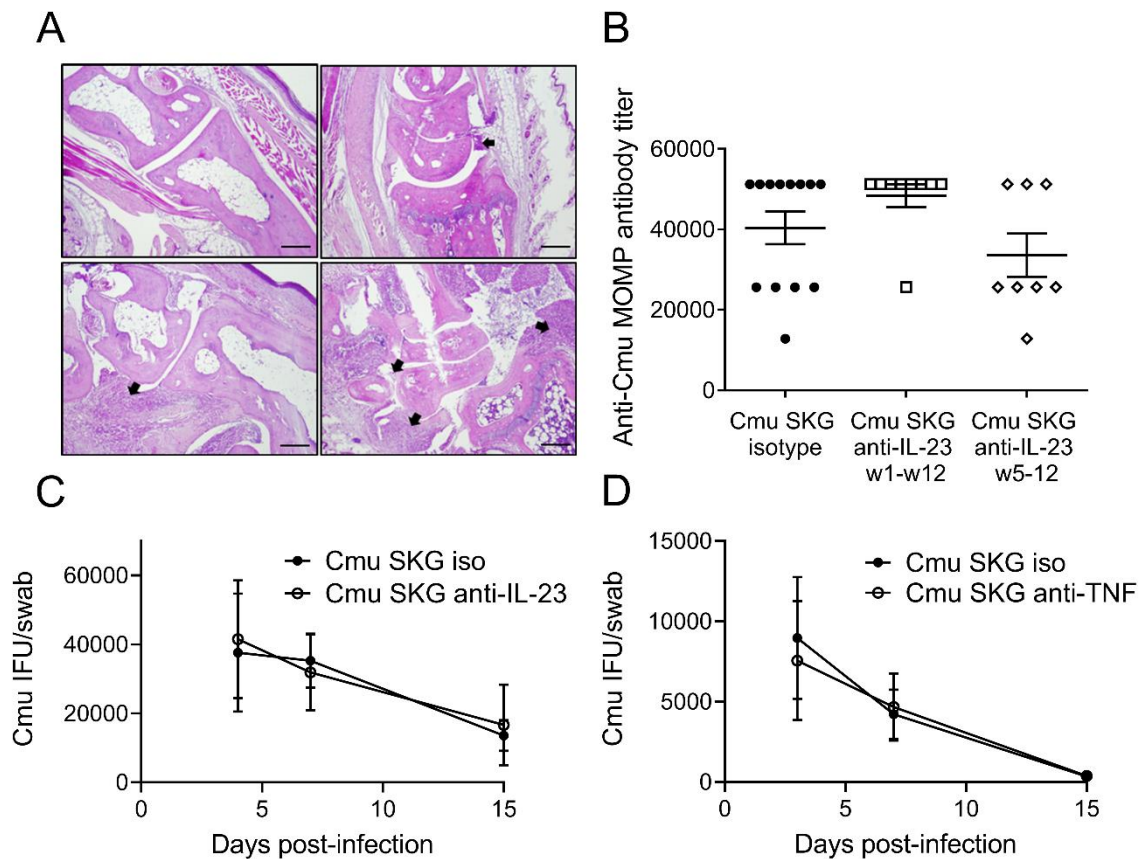 A
B
Anti-Cmu MOMP antibody titer
60000
40000
20000
0
Cmu SKG
isotype
Cmu SKG
anti-IL-23
w1-w12
Cmu SKG
anti-IL-23
w5-12
C
Cmu IFU/swab
60000
40000
20000
0
Cmu SKG iso
Cmu SKG anti-IL-23
0
5
10
15
Days post-infection
D
Cmu IFU/swab
15000
10000
5000
0
Cmu SKG iso
Cmu SKG anti-TNF
0
5
10
15
Days post-infection